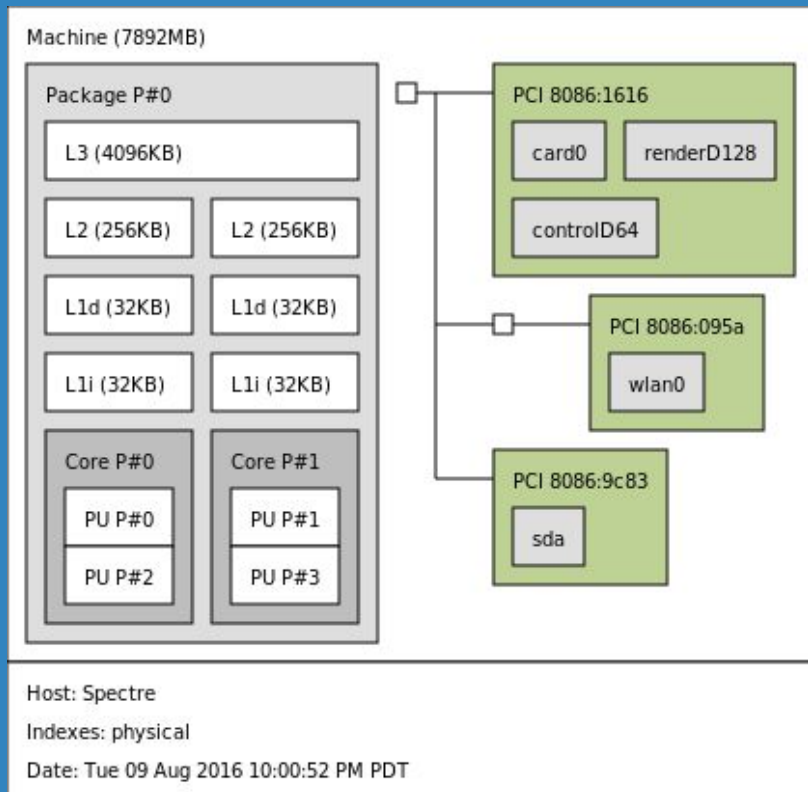 Machine (7892MB)
Package P#0
L3 (4096KB)
L2 (256KB) L2 (256KB)
L1d (32KB) L1d (32KB)
L1i (32KB) L1i (32KB)
Core P#0 Core P#1
PU P#0 PU P#1
PU P#2 PU P#3
PCI 8086:1616
card0 renderD128
controlD64
PCI 8086:095a
wlan0
PCI 8086:9c83
sda
Host: Spectre
Indexes: physical
Date: Tue 09 Aug 2016 10:00:52 PM PDT